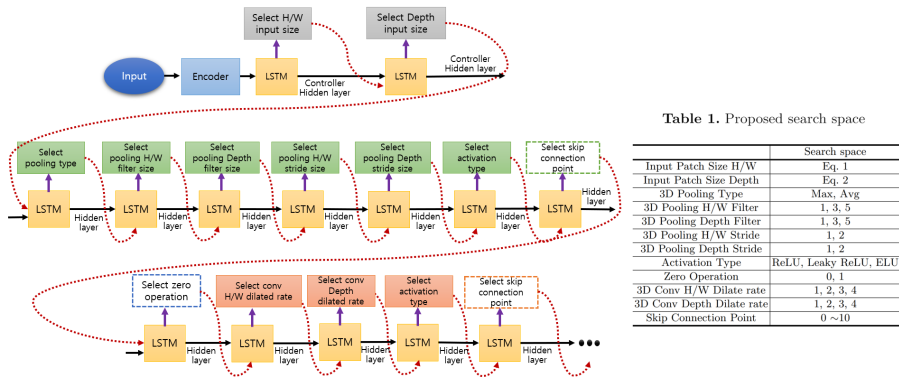 Select H/W
input size
Select Depth
input size
Input
Encoder
LSTM
Controller
Hidden layer
LSTM
Controller
Hidden layer
Select
pooling type
Select
pooling H/W
filter size
Select
pooling Depth
filter size
Select
pooling H/W
stride size
Select
pooling Depth
stride size
Select
activation
type
Select skip
connection
point
LSTM
Hidden
layer
LSTM
Hidden
layer
LSTM
Hidden
layer
LSTM
Hidden
layer
LSTM
Hidden
layer
LSTM
Hidden
layer
LSTM
Hidden
layer
Select zero
operation
Select conv
H/W dilated rate
Select conv
Depth
dilated rate
Select
activation
type
Select skip
connection
point
LSTM
Hidden
layer
LSTM
Hidden
layer
LSTM
Hidden
layer
LSTM
Hidden
layer
LSTM
Hidden
layer
Table 1. Proposed search space
Search space
Input Patch Size H/W Eq. 1
Input Patch Size Depth Eq. 2
3D Pooling Type Max, Avg
3D Pooling H/W Filter 1, 3, 5
3D Pooling Depth Filter 1, 3, 5
3D Pooling H/W Stride 1, 2
3D Pooling Depth Stride 1, 2
Activation Type ReLU, Leaky ReLU, ELU
Zero Operation 0, 1
3D Conv H/W Dilate rate 1, 2, 3, 4
3D Conv Depth Dilate rate 1, 2, 3, 4
Skip Connection Point 0 ~10